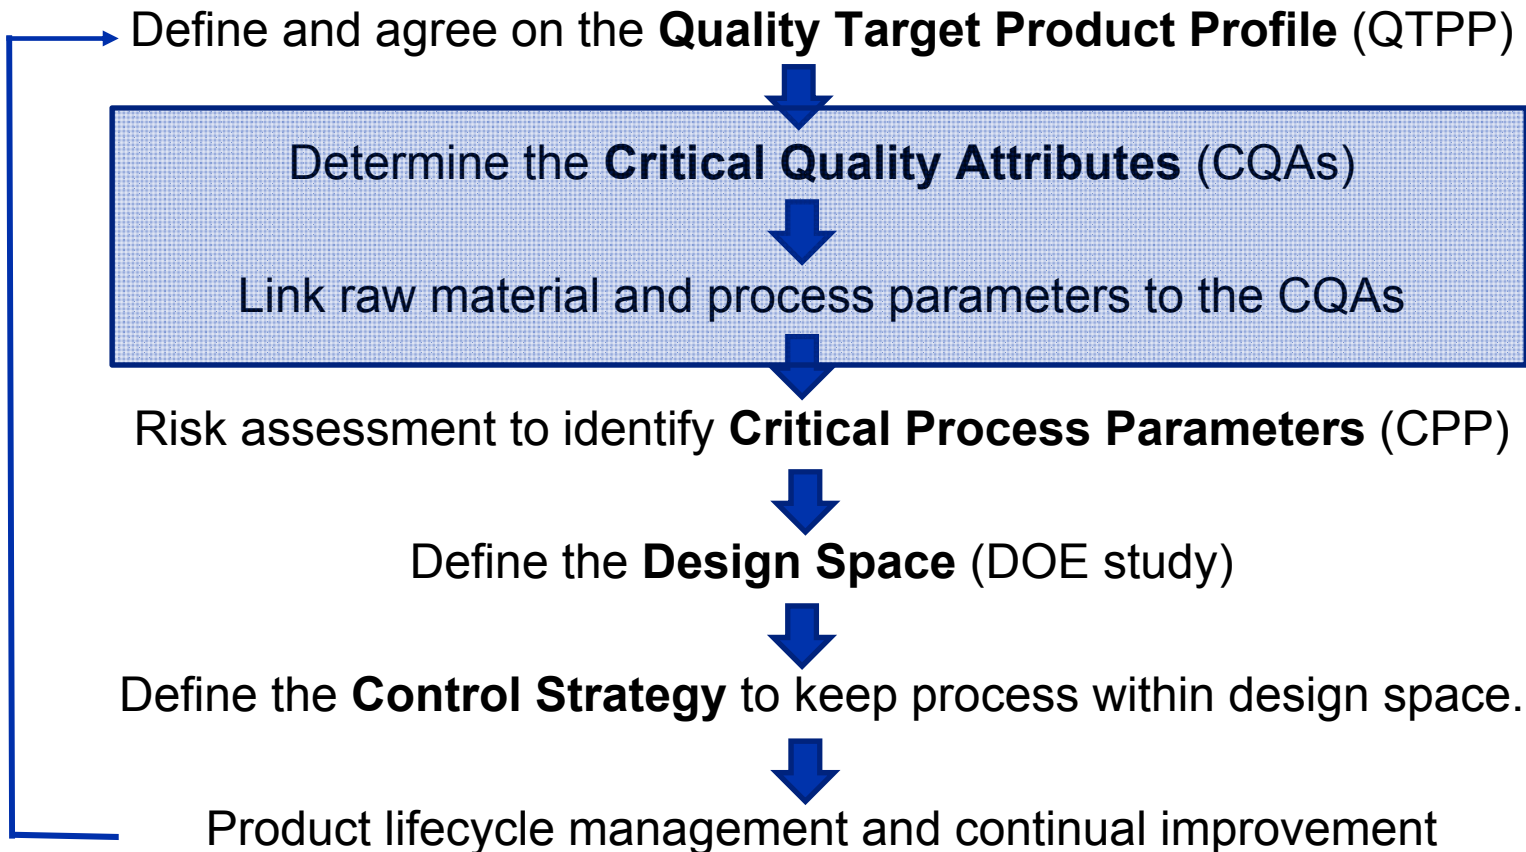 Define and agree on the Quality Target Product Profile (QTPP)
Determine the Critical Quality Attributes (CQAs)
Link raw material and process parameters to the CQAs
Risk assessment to identify Critical Process Parameters (CPP)
Define the Design Space (DOE study)
Define the Control Strategy to keep process within design space.
Product lifecycle management and continual improvement